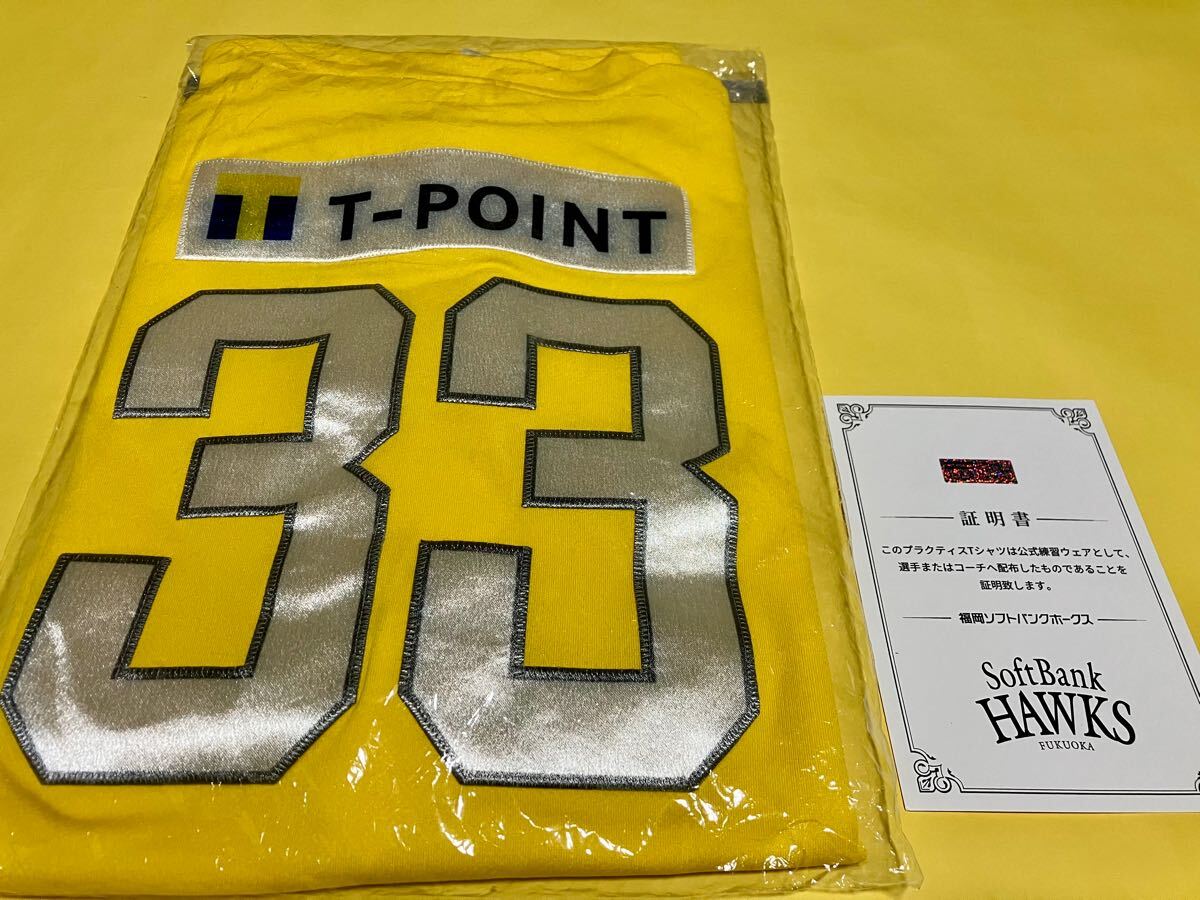 T T-POINT
33
証明書
このプラクティスTシャツは公式練習ウェアとして、
選手またはコーチへ配布したものであることを
証明致します。
福岡ソフトバンクホークス
SoftBank
HAWKS
FUKUOKA